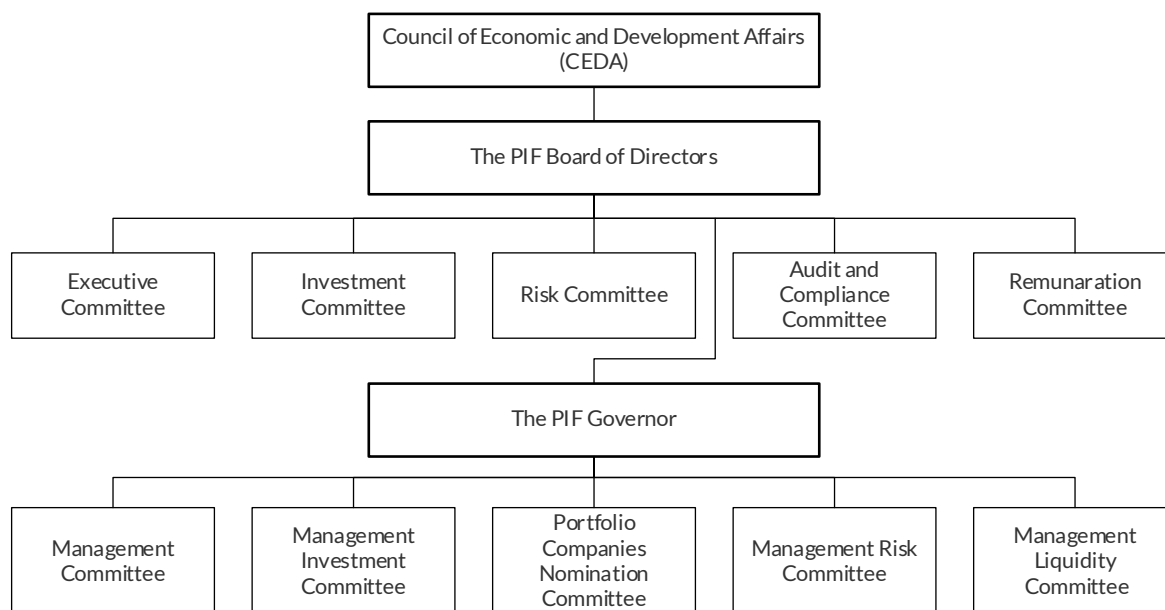 Council of Economic and Development Affairs
(CEDA)
The PIF Board of Directors
Executive
Committee
Investment
Committee
Risk Committee
Audit and
Compliance
Committee
Remunaration
Committee
The PIF Governor
Management
Committee
Management
Investment
Committee
Portfolio
Companies
Nomination
Committee
Management Risk
Committee
Management
Liquidity
Committee